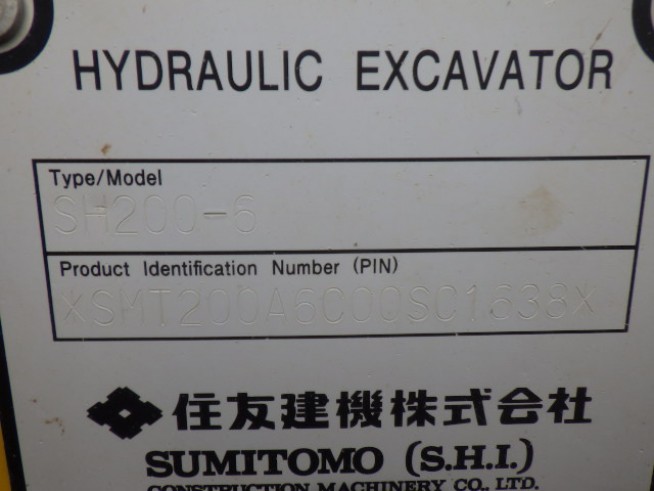 HYDRAULIC EXCAVATOR
Type/Model
SH200-6
Product Identification Number (PIN)
XSMT200A6C00SC1638X
住友建機株式会社
SUMITOMO (S.H.I.)
CONSTRUCTION MACHINERY CO., LTD.